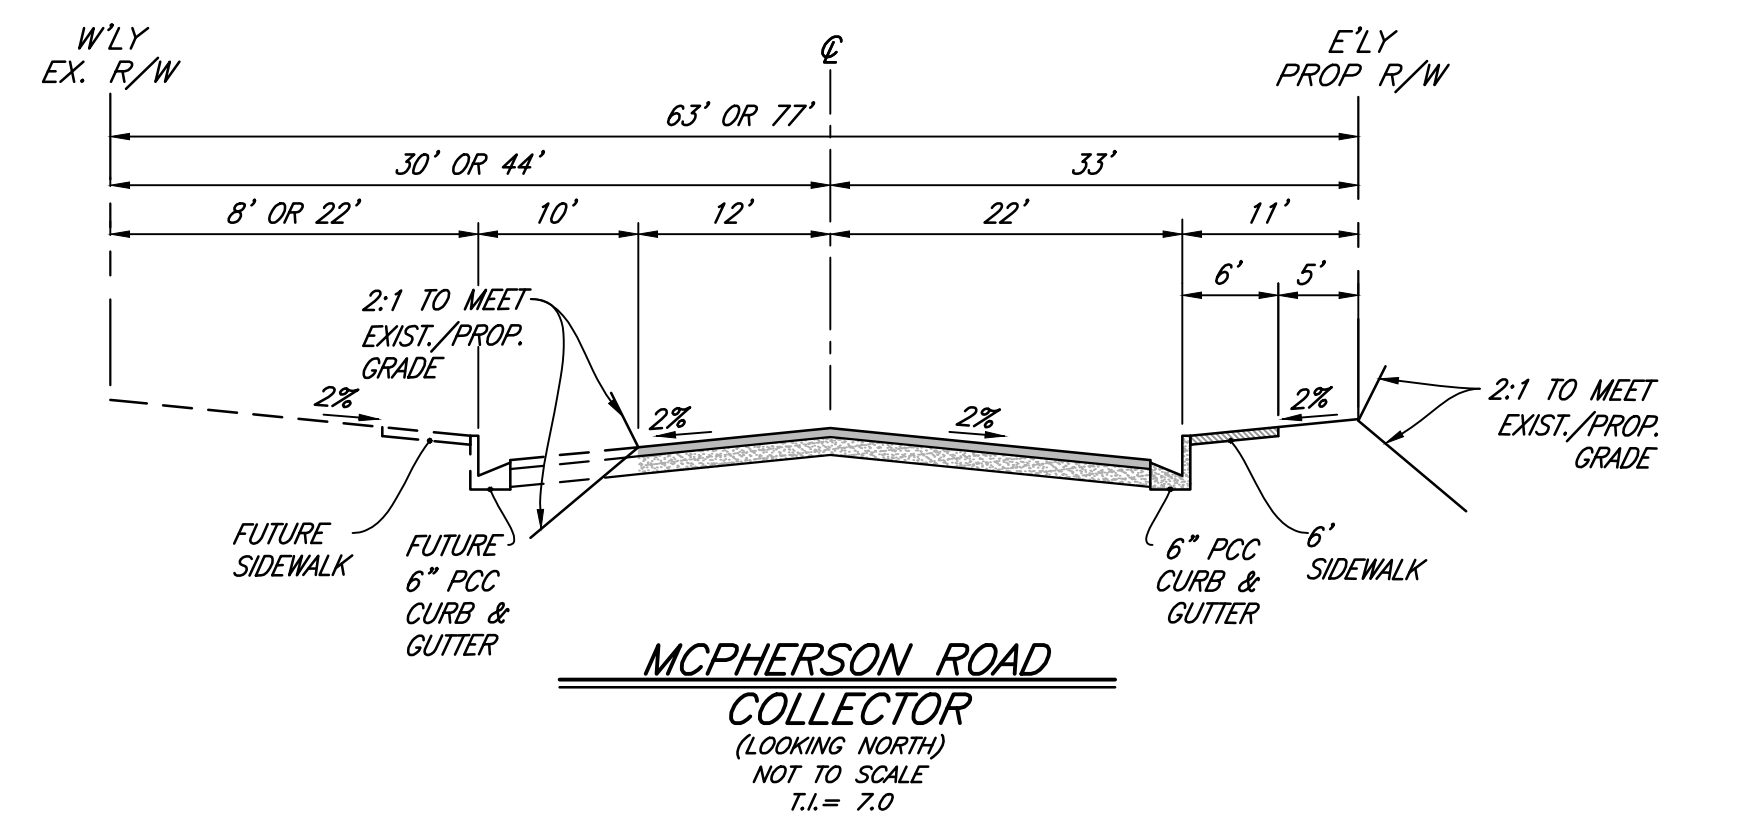 W'LY
EX. R/W
℄
E'LY
PROP R/W
63' OR 77'
30' OR 44'
33'
8' OR 22'
10'
12'
22'
11'
6'
5'
2:1 TO MEET
EXIST./PROP.
GRADE
2%
2%
2%
2%
2:1 TO MEET
EXIST./PROP.
GRADE
FUTURE
SIDEWALK
FUTURE
6" PCC
CURB &
GUTTER
6" PCC
CURB &
GUTTER
6'
SIDEWALK
MCPHERSON ROAD
COLLECTOR
(LOOKING NORTH)
NOT TO SCALE
T.I.= 7.0